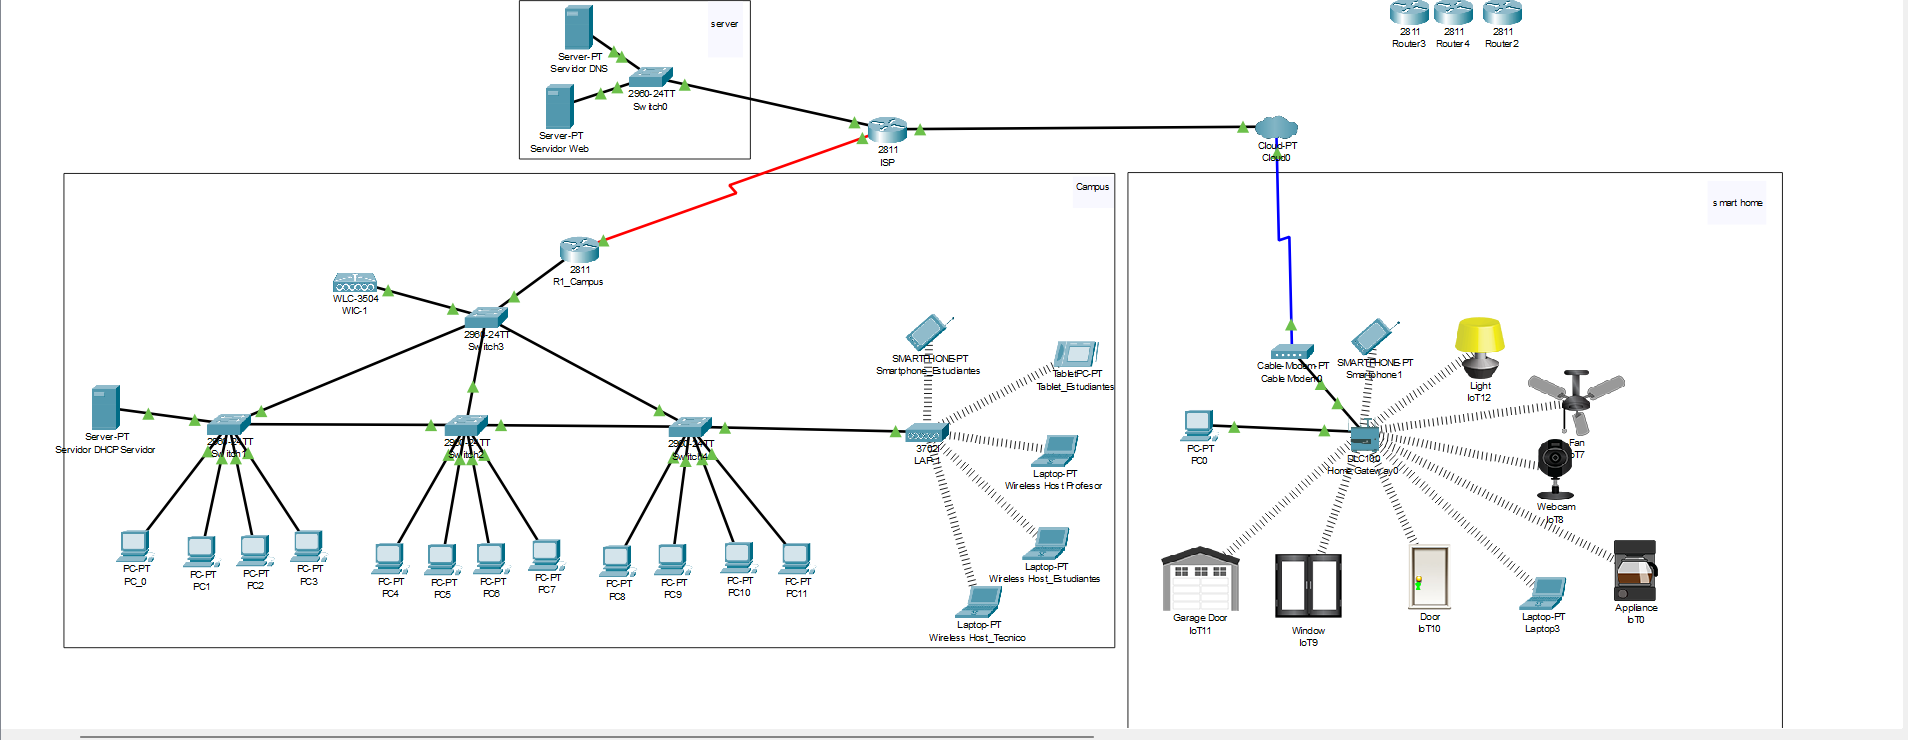 server
Server-PT
Servidor DNS
2960-24TT
Switch0
Server-PT
Servidor Web
2811
Router3
2811
Router4
2811
Router2
2811
ISP
Cloud-PT
Cloud0
Campus
smart home
2811
R1_Campus
WLC-3504
WIC-1
2960-24TT
Switch3
SMARTPHONE-PT
Smartphone_Estudiantes
TabletPC-PT
Tablet_Estudiantes
Server-PT
Servidor DHCP Servidor
2960-24TT
Switch1
2960-24TT
Switch2
2960-24TT
Switch4
3702i
LAP-1
Laptop-PT
Wireless Host Profesor
Laptop-PT
Wireless Host_Estudiantes
Laptop-PT
Wireless Host_Tecnico
PC-PT
PC_0
PC-PT
PC1
PC-PT
PC2
PC-PT
PC3
PC-PT
PC4
PC-PT
PC5
PC-PT
PC6
PC-PT
PC7
PC-PT
PC8
PC-PT
PC9
PC-PT
PC10
PC-PT
PC11
Cable-Modem-PT
Cable Modem0
SMARTPHONE-PT
Smartphone1
Light
IoT12
Fan
IoT7
PC-PT
PC0
DLC100
Home Gateway0
Webcam
IoT8
Garage Door
IoT11
Window
IoT9
Door
IoT10
Laptop-PT
Laptop3
Appliance
IoT0